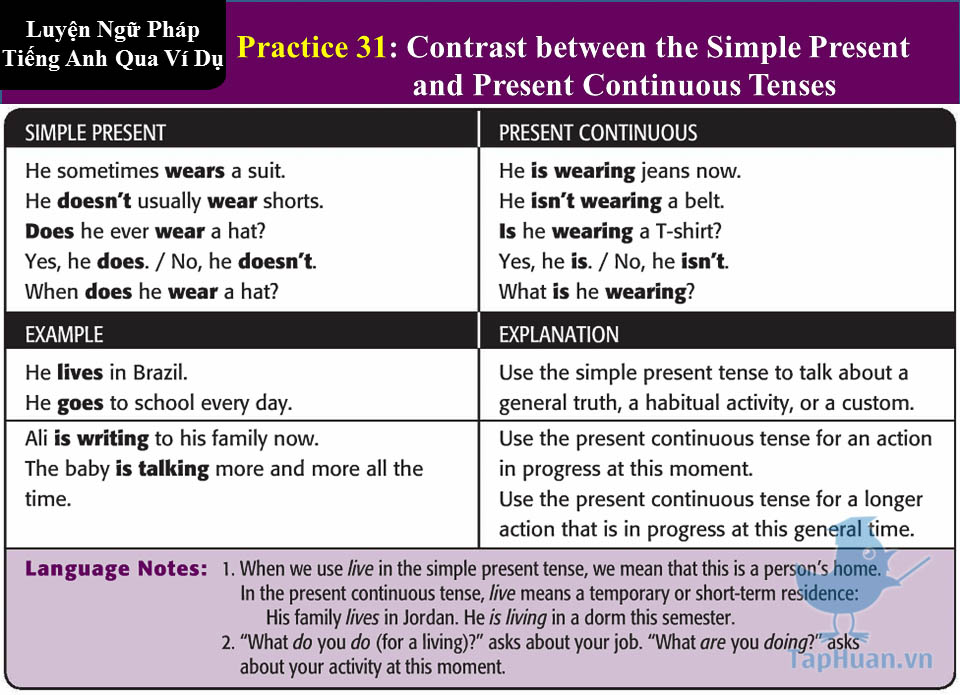 Luyện Ngữ Pháp
Tiếng Anh Qua Ví Dụ
Practice 31: Contrast between the Simple Present
and Present Continuous Tenses
SIMPLE PRESENT
He sometimes wears a suit.
He doesn't usually wear shorts.
Does he ever wear a hat?
Yes, he does. / No, he doesn't.
When does he wear a hat?
PRESENT CONTINUOUS
He is wearing jeans now.
He isn't wearing a belt.
Is he wearing a T-shirt?
Yes, he is. / No, he isn't.
What is he wearing?
EXAMPLE
EXPLANATION
He lives in Brazil.
He goes to school every day.
Use the simple present tense to talk about a
general truth, a habitual activity, or a custom.
Ali is writing to his family now.
The baby is talking more and more all the
time.
Use the present continuous tense for an action
in progress at this moment.
Use the present continuous tense for a longer
action that is in progress at this general time.
Language Notes: 1. When we use live in the simple present tense, we mean that this is a person's home.
In the present continuous tense, live means a temporary or short-term residence:
His family lives in Jordan. He is living in a dorm this semester.
2. "What do you do (for a living)?" asks about your job. "What are you doing?" asks
about your activity at this moment.
TapHuan.vn